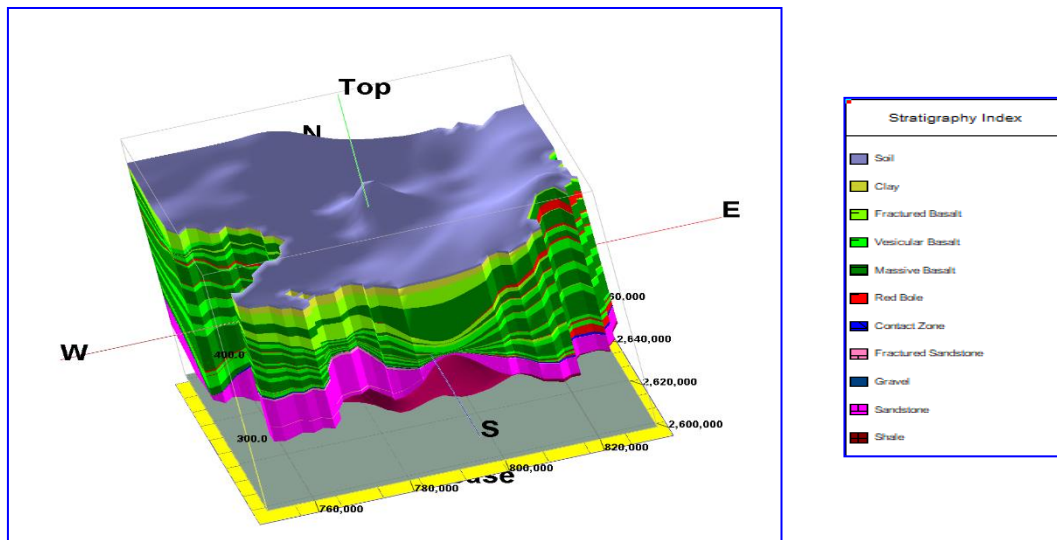 Top
N
E
W
S
400.0
300.0
60,000
2,640,000
2,620,000
2,600,000
820,000
800,000
780,000
760,000
ase
Stratigraphy Index
Soil
Clay
Fractured Basalt
Vesicular Basalt
Massive Basalt
Red Bole
Contact Zone
Fractured Sandstone
Gravel
Sandstone
Shale